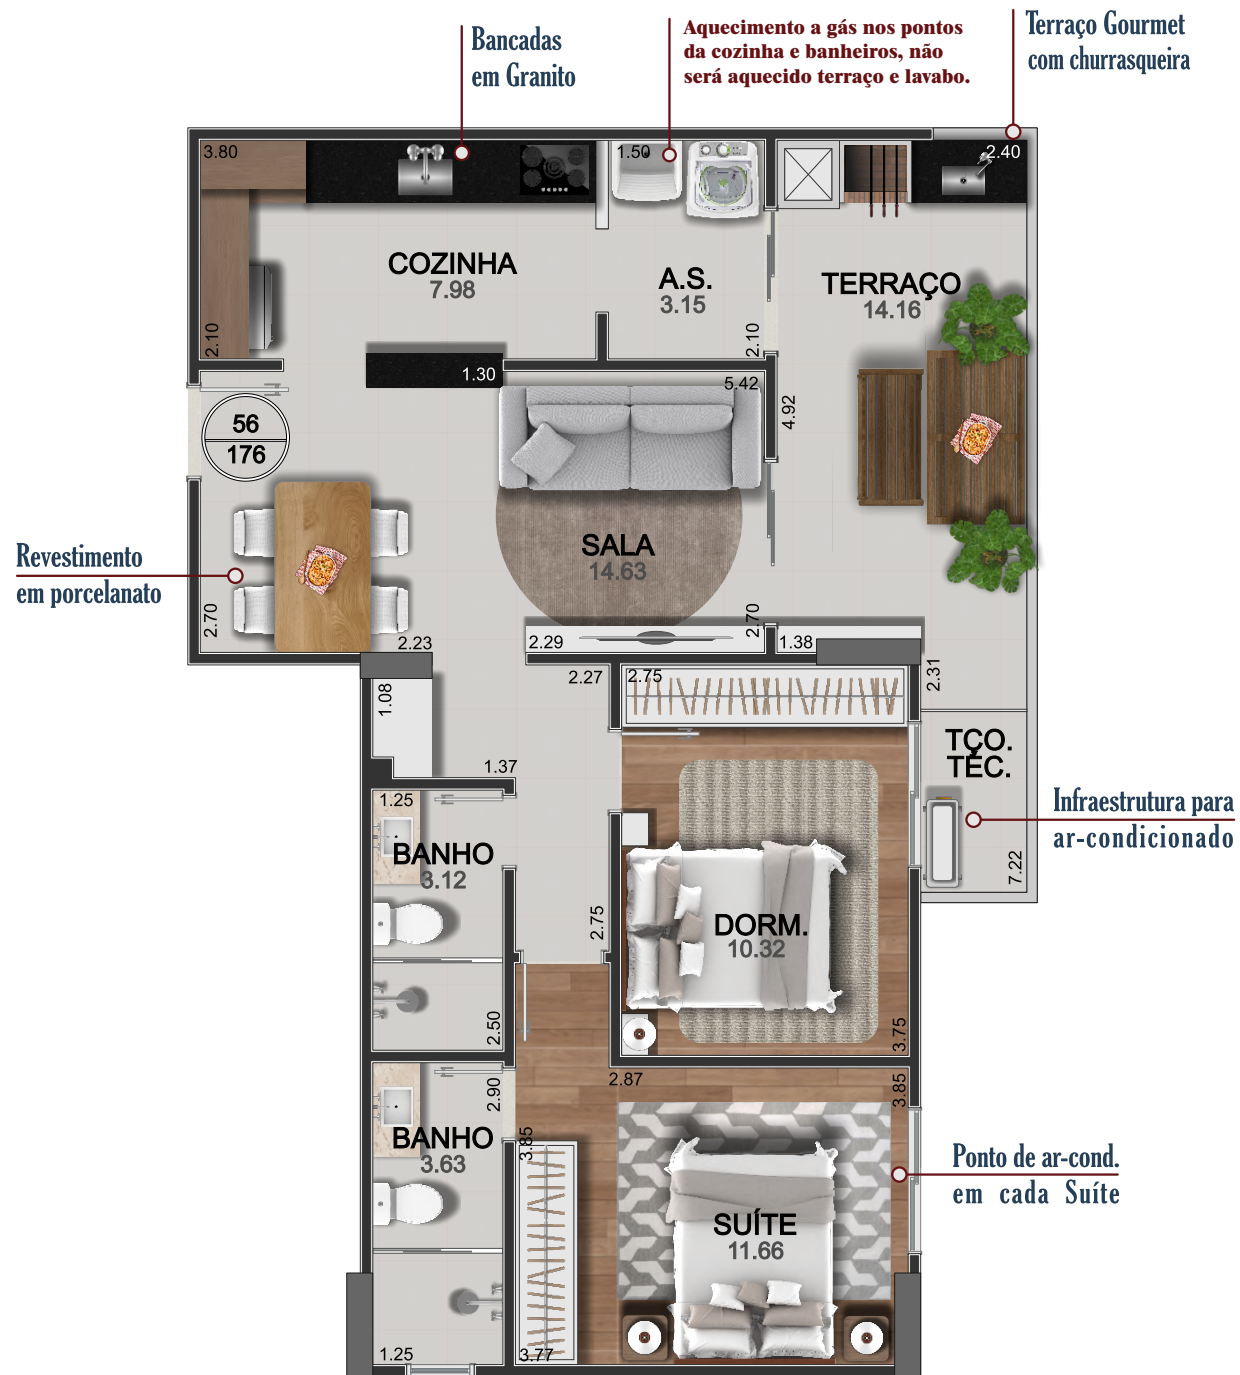 Bancadas
em Granito
Aquecimento a gás nos pontos
da cozinha e banheiros, não
será aquecido terraço e lavabo.
Terraço Gourmet
com churrasqueira
3.80
1.50
2.40
COZINHA
7.98
A.S.
3.15
TERRAÇO
14.16
2.10
2.10
1.30
5.42
4.92
56
176
SALA
14.63
Revestimento
em porcelanato
2.70
2.23
2.29
2.70
1.38
2.27
2.75
2.31
1.08
TÇO.
TÉC.
1.37
1.25
Infraestrutura para
ar-condicionado
BANHO
3.12
7.22
2.75
DORM.
10.32
2.50
3.75
2.87
2.90
3.85
BANHO
3.63
3.85
Ponto de ar-cond.
em cada Suíte
SUÍTE
11.66
1.25
3.77